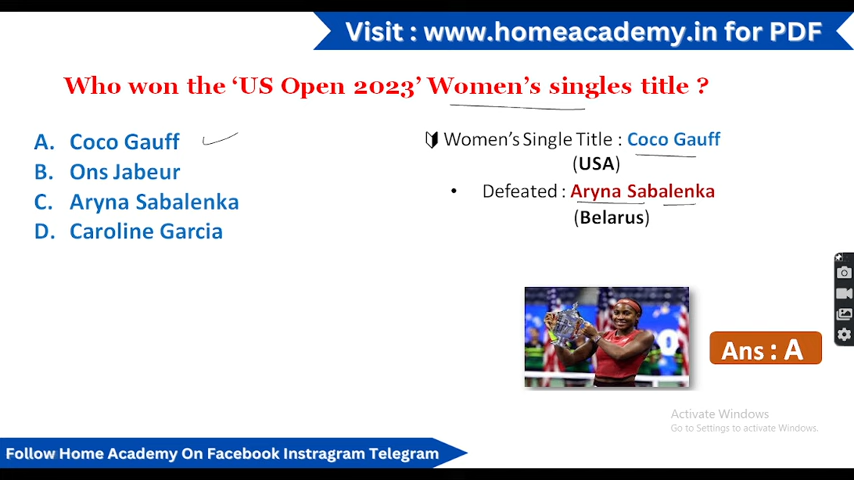 Visit : www.homeacademy.in for PDF
Who won the ‘US Open 2023’ Women’s singles title ?
A. Coco Gauff
B. Ons Jabeur
C. Aryna Sabalenka
D. Caroline Garcia
Women’s Single Title : Coco Gauff
(USA)
• Defeated : Aryna Sabalenka
(Belarus)
Ans : A
Activate Windows
Go to Settings to activate Windows.
Follow Home Academy On Facebook Instragram Telegram